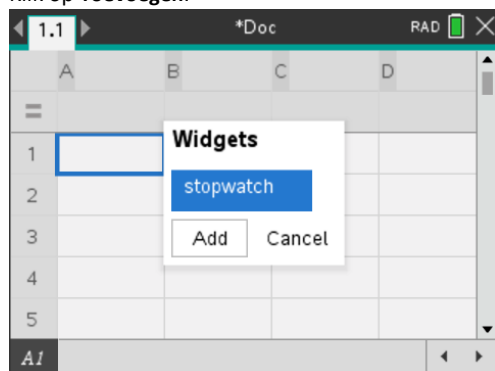 1.1
*Doc
RAD
A B C D
=
1
2
3
4
5
Widgets
stopwatch
Add Cancel
A1